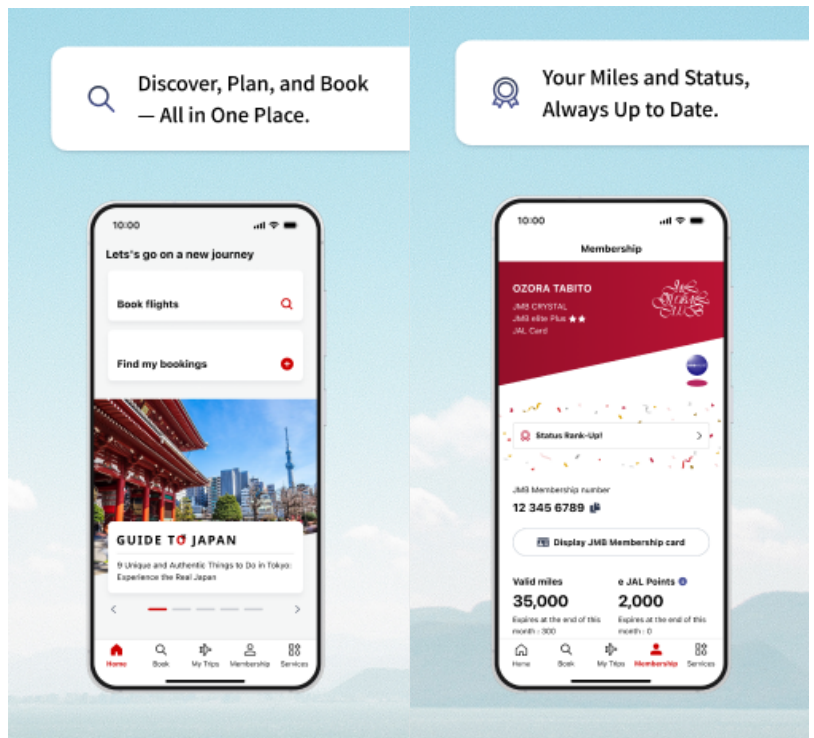 Discover, Plan, and Book
— All in One Place.
10:00
Lets's go on a new journey
Book flights
Find my bookings
GUIDE TO JAPAN
9 Unique and Authentic Things to Do in Tokyo:
Experience the Real Japan
Home
Book
My Trips
Membership
Services
Your Miles and Status,
Always Up to Date.
10:00
Membership
OZORA TABITO
JMB CRYSTAL
JMB elite Plus ★★
JAL Card
Status Rank-Up!
JMB Membership number
12 345 6789
Display JMB Membership card
Valid miles
35,000
Expires at the end of this
month : 300
e JAL Points
2,000
Expires at the end of this
month : 0
Home
Book
My Trips
Membership
Services